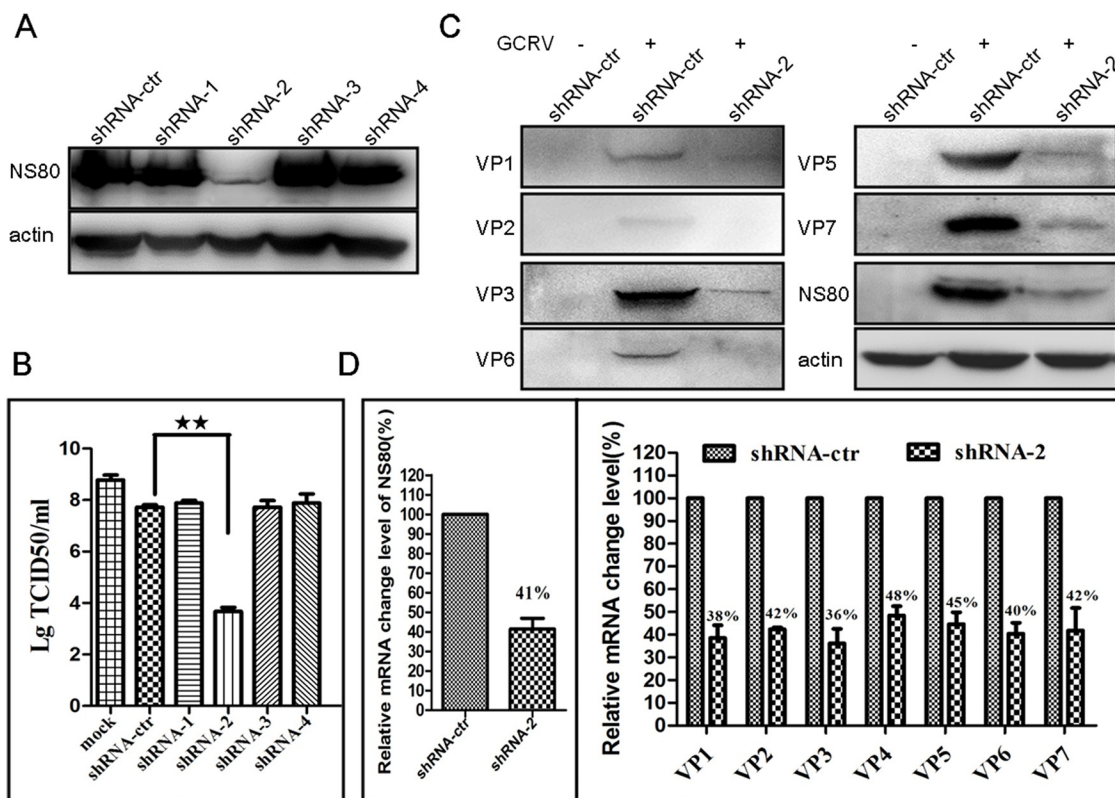 A
shRNA-ctr
shRNA-1
shRNA-2
shRNA-3
shRNA-4
NS80
actin
C
GCRV - + +
shRNA-ctr
shRNA-ctr
shRNA-2
VP1
VP2
VP3
VP6
- + +
shRNA-ctr
shRNA-ctr
shRNA-2
VP5
VP7
NS80
actin
B
★★
Lg TCID50/ml
10
8
6
4
2
0
mock
shRNA-ctr
shRNA-1
shRNA-2
shRNA-3
shRNA-4
D
Relative mRNA change level of NS80(%)
120
110
100
90
80
70
60
50
40
30
20
10
0
41%
shRNA-ctr
shRNA-2
Relative mRNA change level(%)
120
110
100
90
80
70
60
50
40
30
20
10
0
shRNA-ctr
shRNA-2
38%
42%
36%
48%
45%
40%
42%
VP1
VP2
VP3
VP4
VP5
VP6
VP7